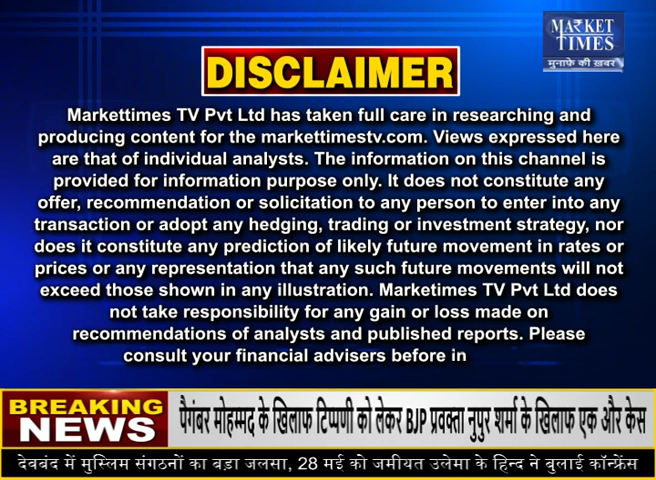 MARKET
TIMES
मुनाफे की ख़बर
DISCLAIMER
Markettimes TV Pvt Ltd has taken full care in researching and
producing content for the markettimestv.com. Views expressed here
are that of individual analysts. The information on this channel is
provided for information purpose only. It does not constitute any
offer, recommendation or solicitation to any person to enter into any
transaction or adopt any hedging, trading or investment strategy, nor
does it constitute any prediction of likely future movement in rates or
prices or any representation that any such future movements will not
exceed those shown in any illustration. Marketimes TV Pvt Ltd does
not take responsibility for any gain or loss made on
recommendations of analysts and published reports. Please
consult your financial advisers before in
BREAKING
NEWS
पैगंबर मोहम्मद के खिलाफ टिप्पणी को लेकर BJP प्रवक्ता नुपुर शर्मा के खिलाफ एक और केस
देवबंद में मुस्लिम संगठनों का बड़ा जलसा, 28 मई को जमीयत उलेमा के हिन्द ने बुलाई कॉन्फ्रेंस